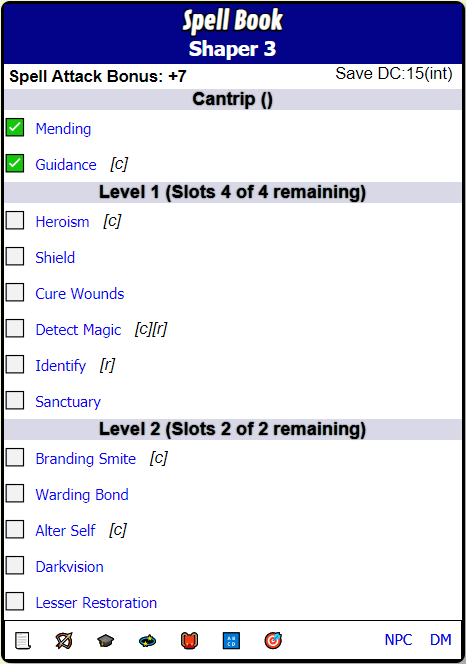 Spell Book
Shaper 3
Spell Attack Bonus: +7 Save DC:15(int)
Cantrip ()
Mending
Guidance [c]
Level 1 (Slots 4 of 4 remaining)
Heroism [c]
Shield
Cure Wounds
Detect Magic [c][r]
Identify [r]
Sanctuary
Level 2 (Slots 2 of 2 remaining)
Branding Smite [c]
Warding Bond
Alter Self [c]
Darkvision
Lesser Restoration
AB
CD
NPC DM